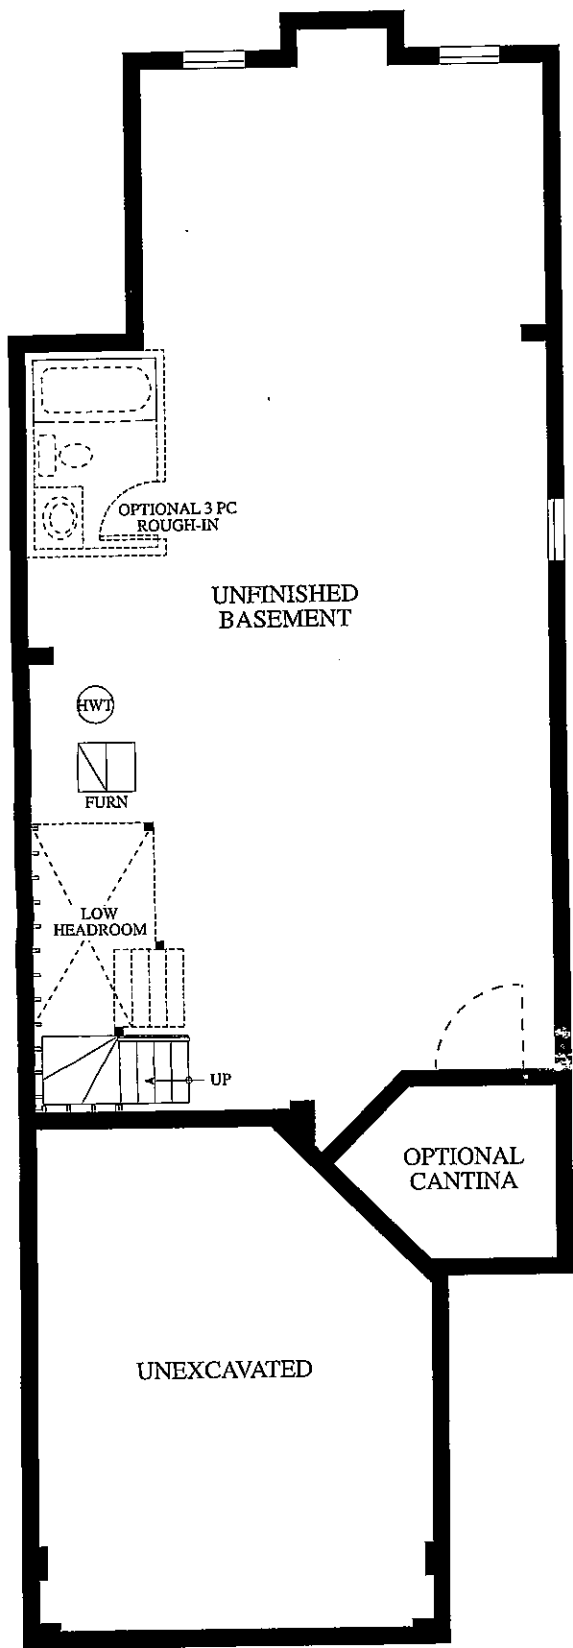 OPTIONAL 3 PC
ROUGH-IN
UNFINISHED
BASEMENT
HWT
FURN
LOW
HEADROOM
UP
OPTIONAL
CANTINA
UNEXCAVATED